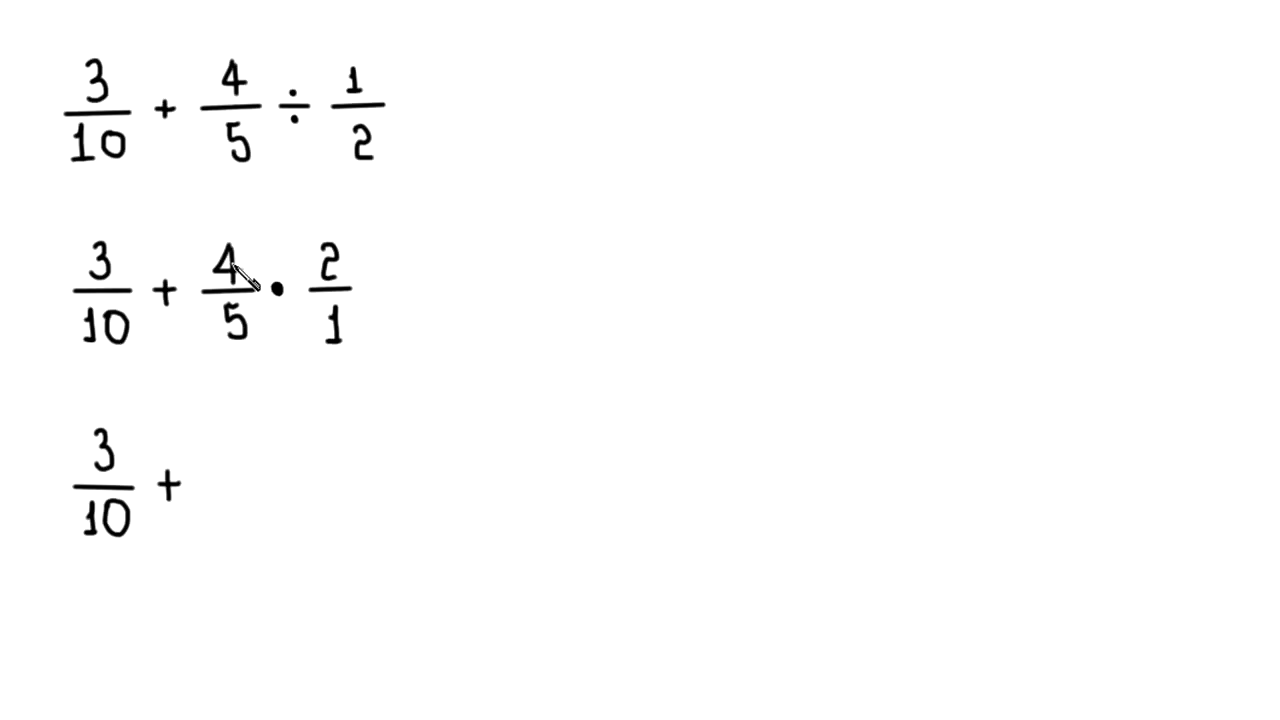 3/10 + 4/5 ÷ 1/2
3/10 + 4/5 · 2/1
3/10 +